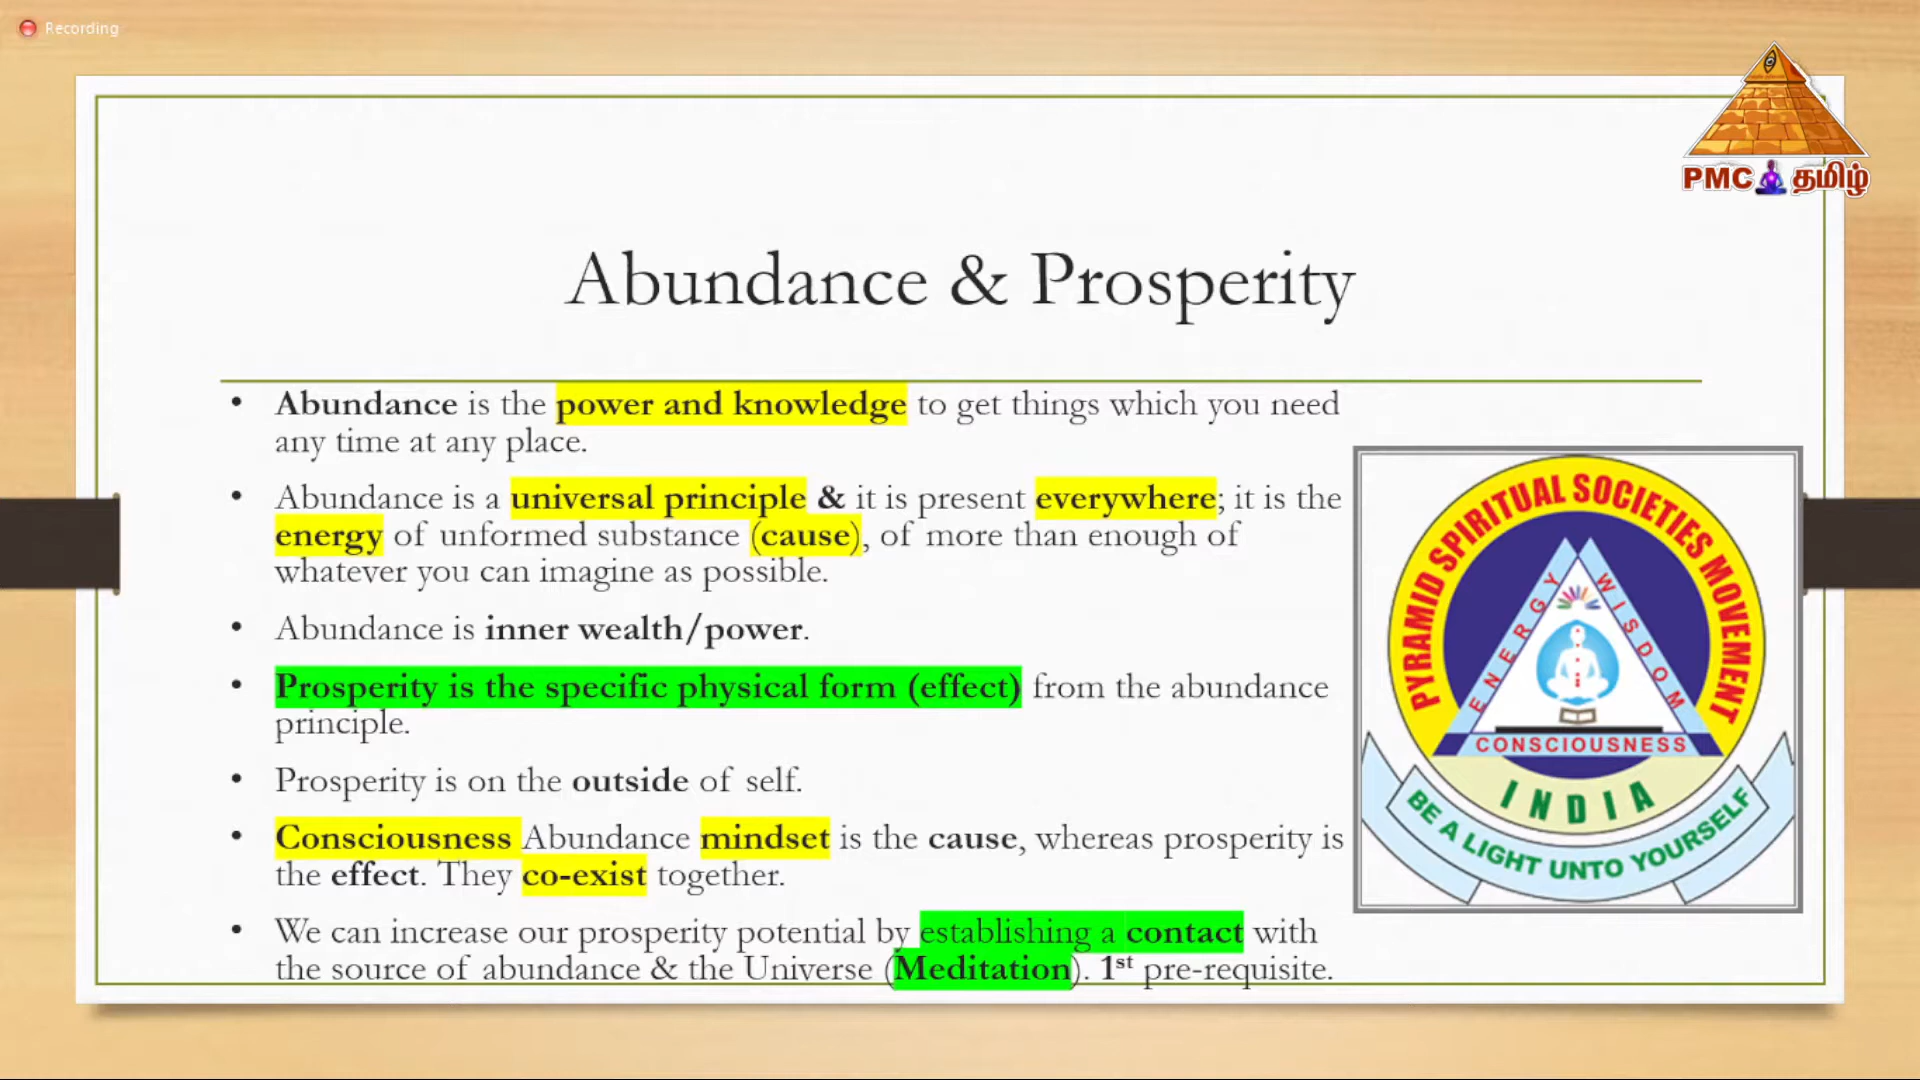 Recording
PMC தமிழ்
Abundance & Prosperity
• Abundance is the power and knowledge to get things which you need
any time at any place.
• Abundance is a universal principle & it is present everywhere; it is the
energy of unformed substance (cause), of more than enough of
whatever you can imagine as possible.
• Abundance is inner wealth/power.
• Prosperity is the specific physical form (effect) from the abundance
principle.
• Prosperity is on the outside of self.
• Consciousness Abundance mindset is the cause, whereas prosperity is
the effect. They co-exist together.
• We can increase our prosperity potential by establishing a contact with
the source of abundance & the Universe (Meditation). 1st pre-requisite.
PYRAMID SPIRITUAL SOCIETIES MOVEMENT
ENERGY
WISDOM
CONSCIOUSNESS
INDIA
BE A LIGHT UNTO YOURSELF